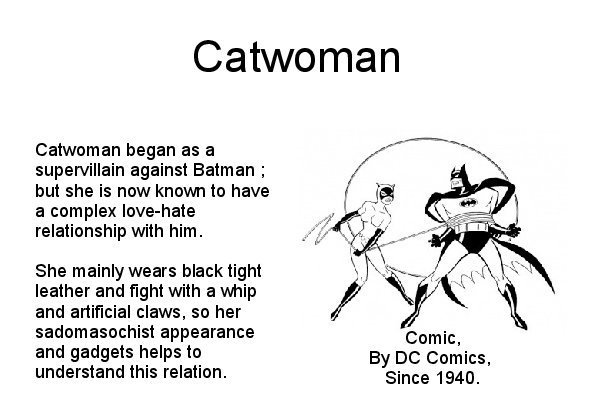 Catwoman
Catwoman began as a
supervillain against Batman ;
but she is now known to have
a complex love-hate
relationship with him.
She mainly wears black tight
leather and fight with a whip
and artificial claws, so her
sadomasochist appearance
and gadgets helps to
understand this relation.
Comic,
By DC Comics,
Since 1940.